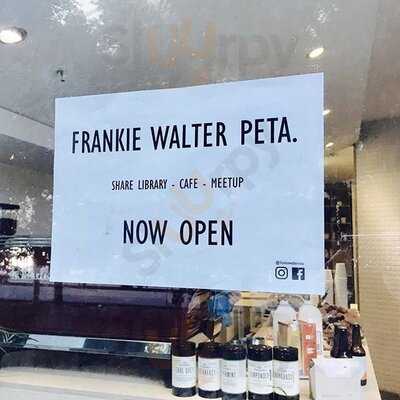 FRANKIE WALTER PETA.
SHARE LIBRARY - CAFE - MEETUP
NOW OPEN